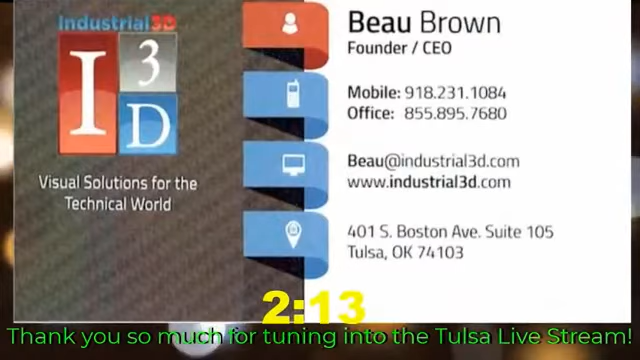 Industrial3D
I
3
D
Visual Solutions for the
Technical World
Beau Brown
Founder / CEO
Mobile: 918.231.1084
Office: 855.895.7680
Beau@industrial3d.com
www.industrial3d.com
401 S. Boston Ave. Suite 105
Tulsa, OK 74103
2:13
Thank you so much for tuning into the Tulsa Live Stream!